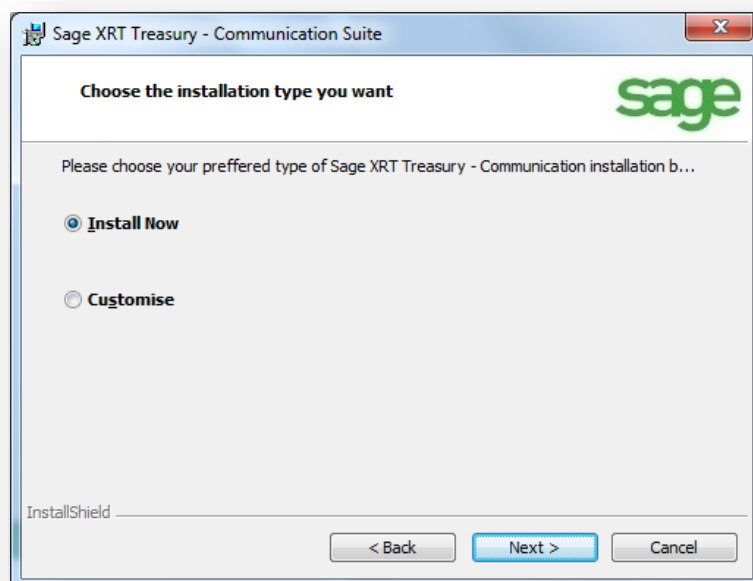 Sage XRT Treasury - Communication Suite
Choose the installation type you want
sage
Please choose your preffered type of Sage XRT Treasury - Communication installation b...
Install Now
Customise
InstallShield
< Back Next > Cancel